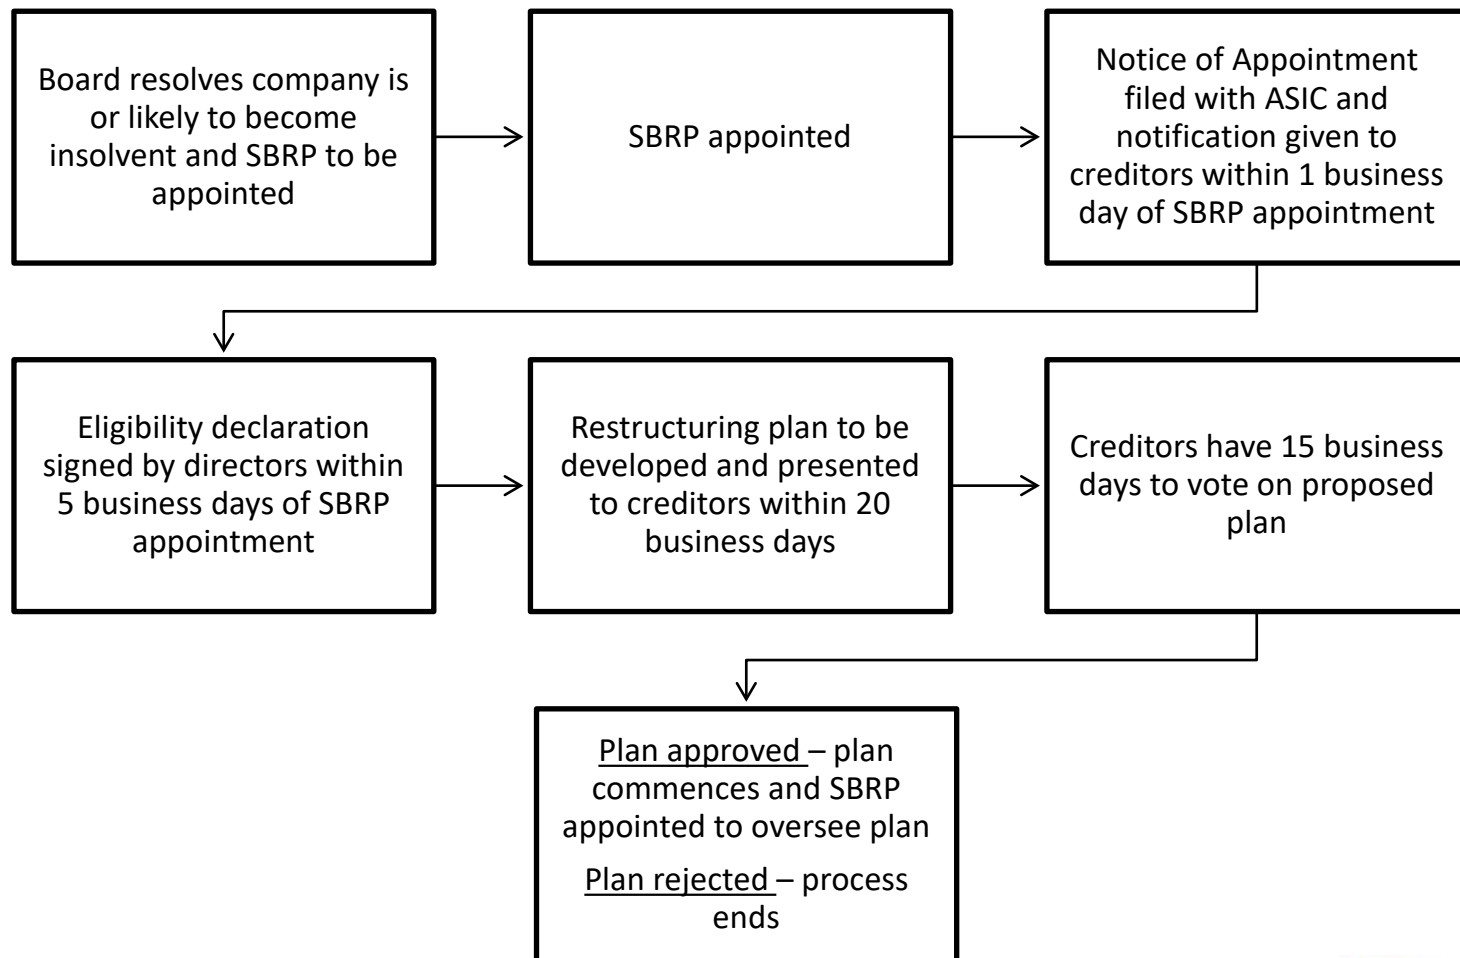 Board resolves company is
or likely to become
insolvent and SBRP to be
appointed
SBRP appointed
Notice of Appointment
filed with ASIC and
notification given to
creditors within 1 business
day of SBRP appointment
Eligibility declaration
signed by directors within
5 business days of SBRP
appointment
Restructuring plan to be
developed and presented
to creditors within 20
business days
Creditors have 15 business
days to vote on proposed
plan
Plan approved – plan
commences and SBRP
appointed to oversee plan
Plan rejected – process
ends